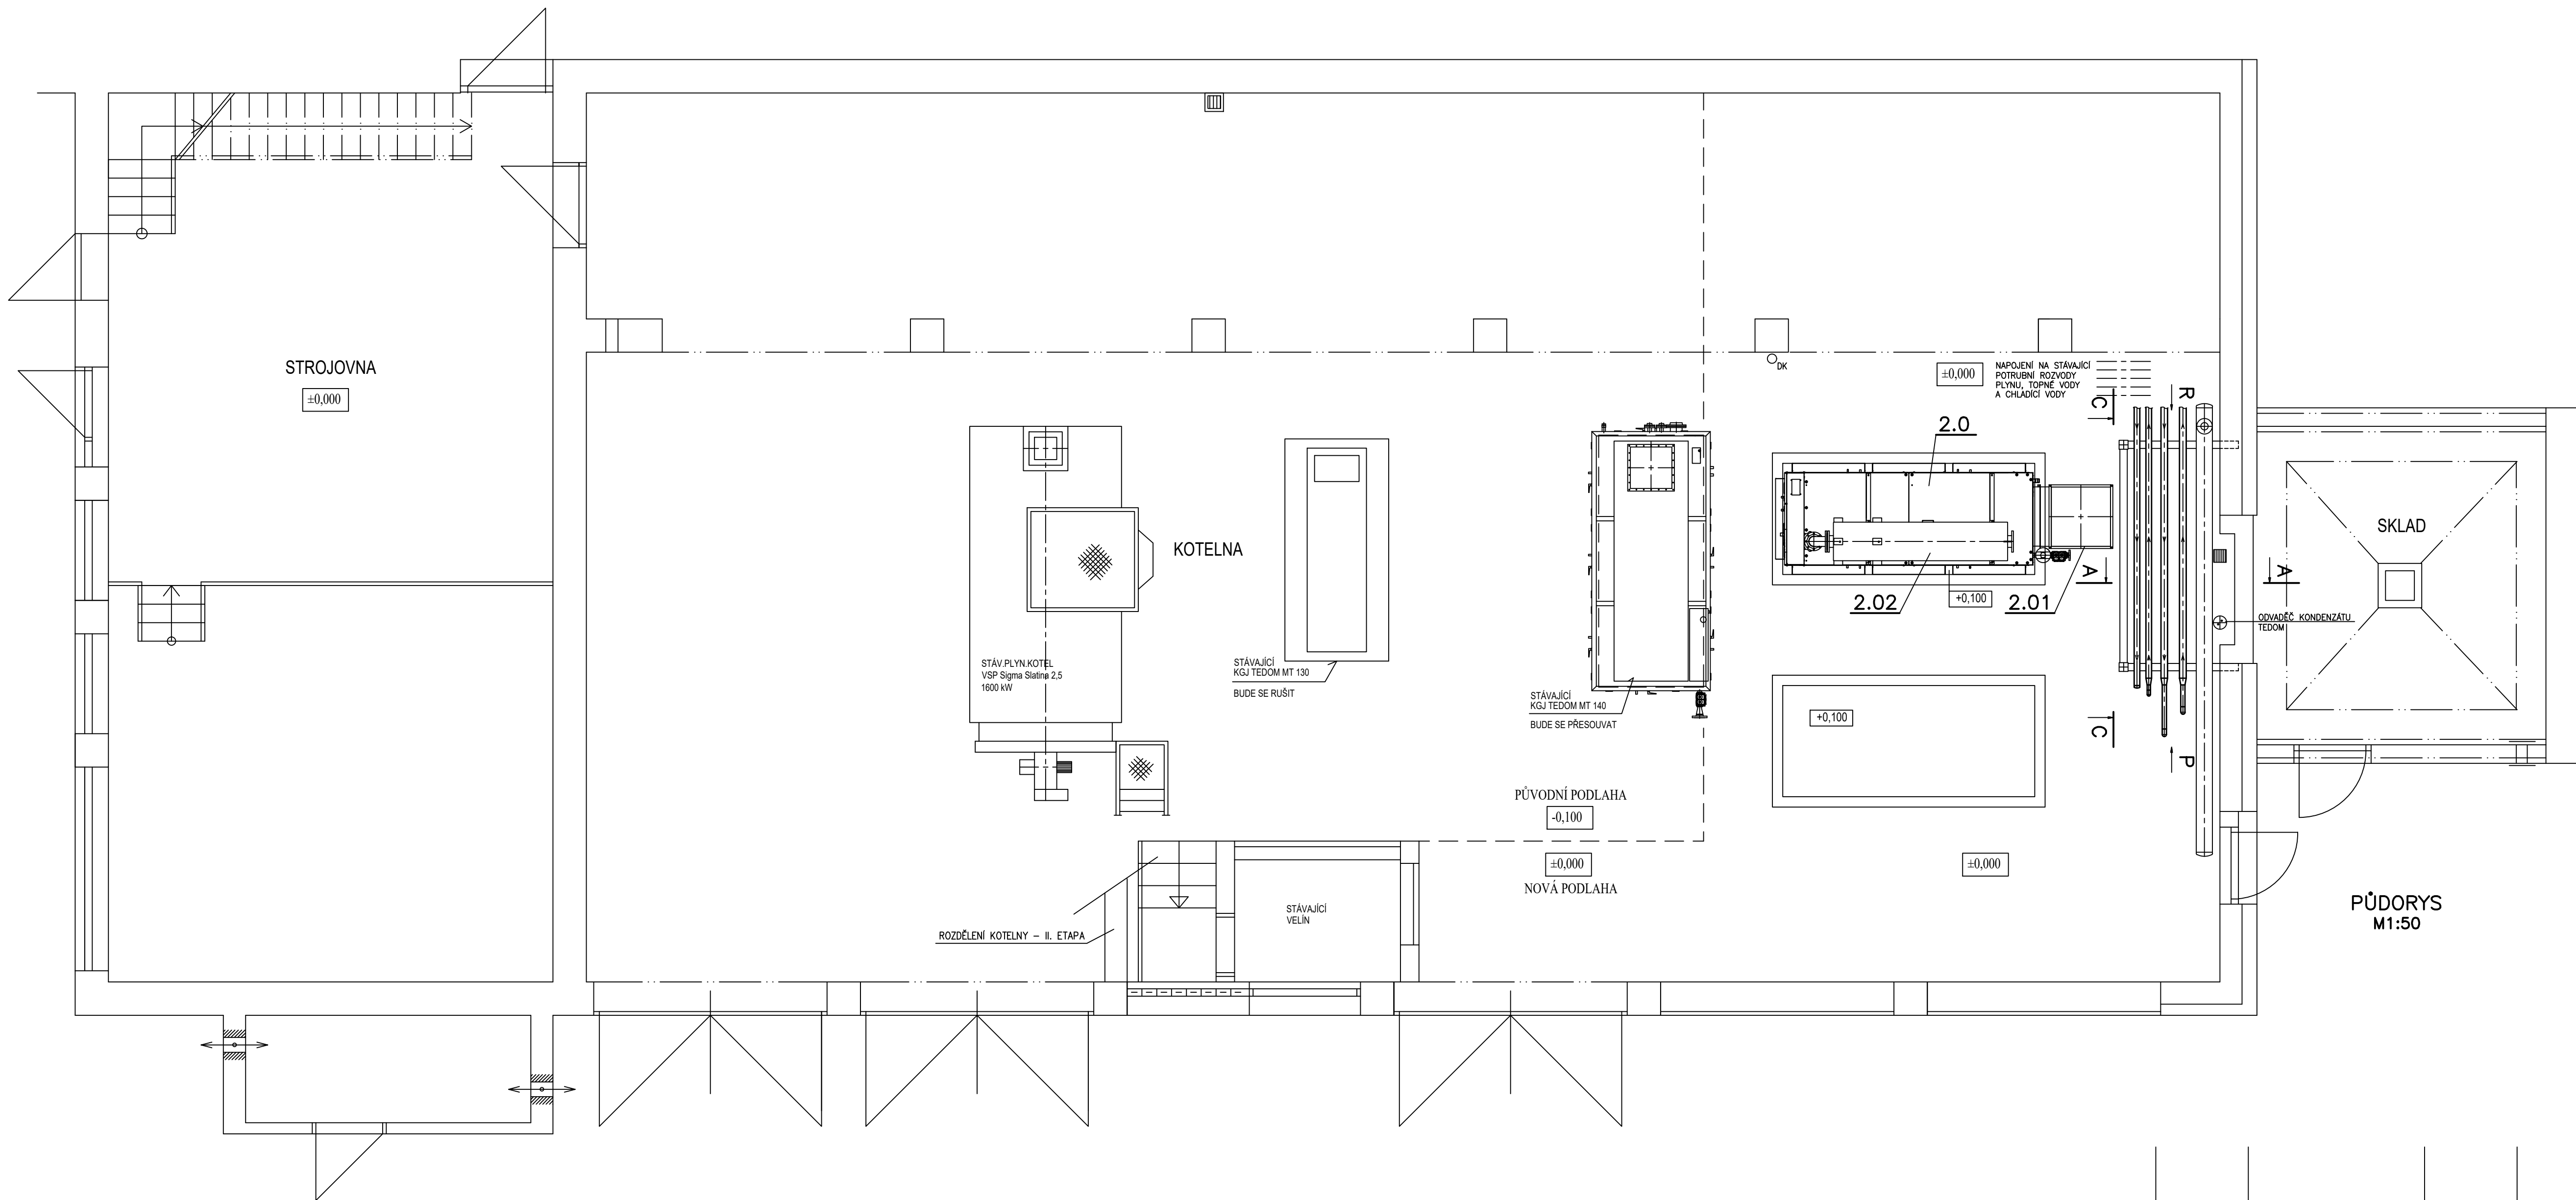 STROJOVNA
±0,000
DK
±0,000
NAPOJENÍ NA STÁVAJÍCÍ
POTRUBNÍ ROZVODY
PLYNU, TOPNÉ VODY
A CHLADÍCÍ VODY
C
R
2.0
KOTELNA
SKLAD
A
A
2.02
+0,100
2.01
ODVADĚČ KONDENZÁTU
TEDOM
STÁV.PLYN.KOTEL
VSP Sigma Slatina 2,5
1600 kW
STÁVAJÍCÍ
KGJ TEDOM MT 130
BUDE SE RUŠIT
STÁVAJÍCÍ
KGJ TEDOM MT 140
BUDE SE PŘESOUVAT
+0,100
C
P
PŮVODNÍ PODLAHA
-0,100
±0,000
NOVÁ PODLAHA
±0,000
STÁVAJÍCÍ
VELÍN
ROZDĚLENÍ KOTELNY – II. ETAPA
PŮDORYS
M1:50